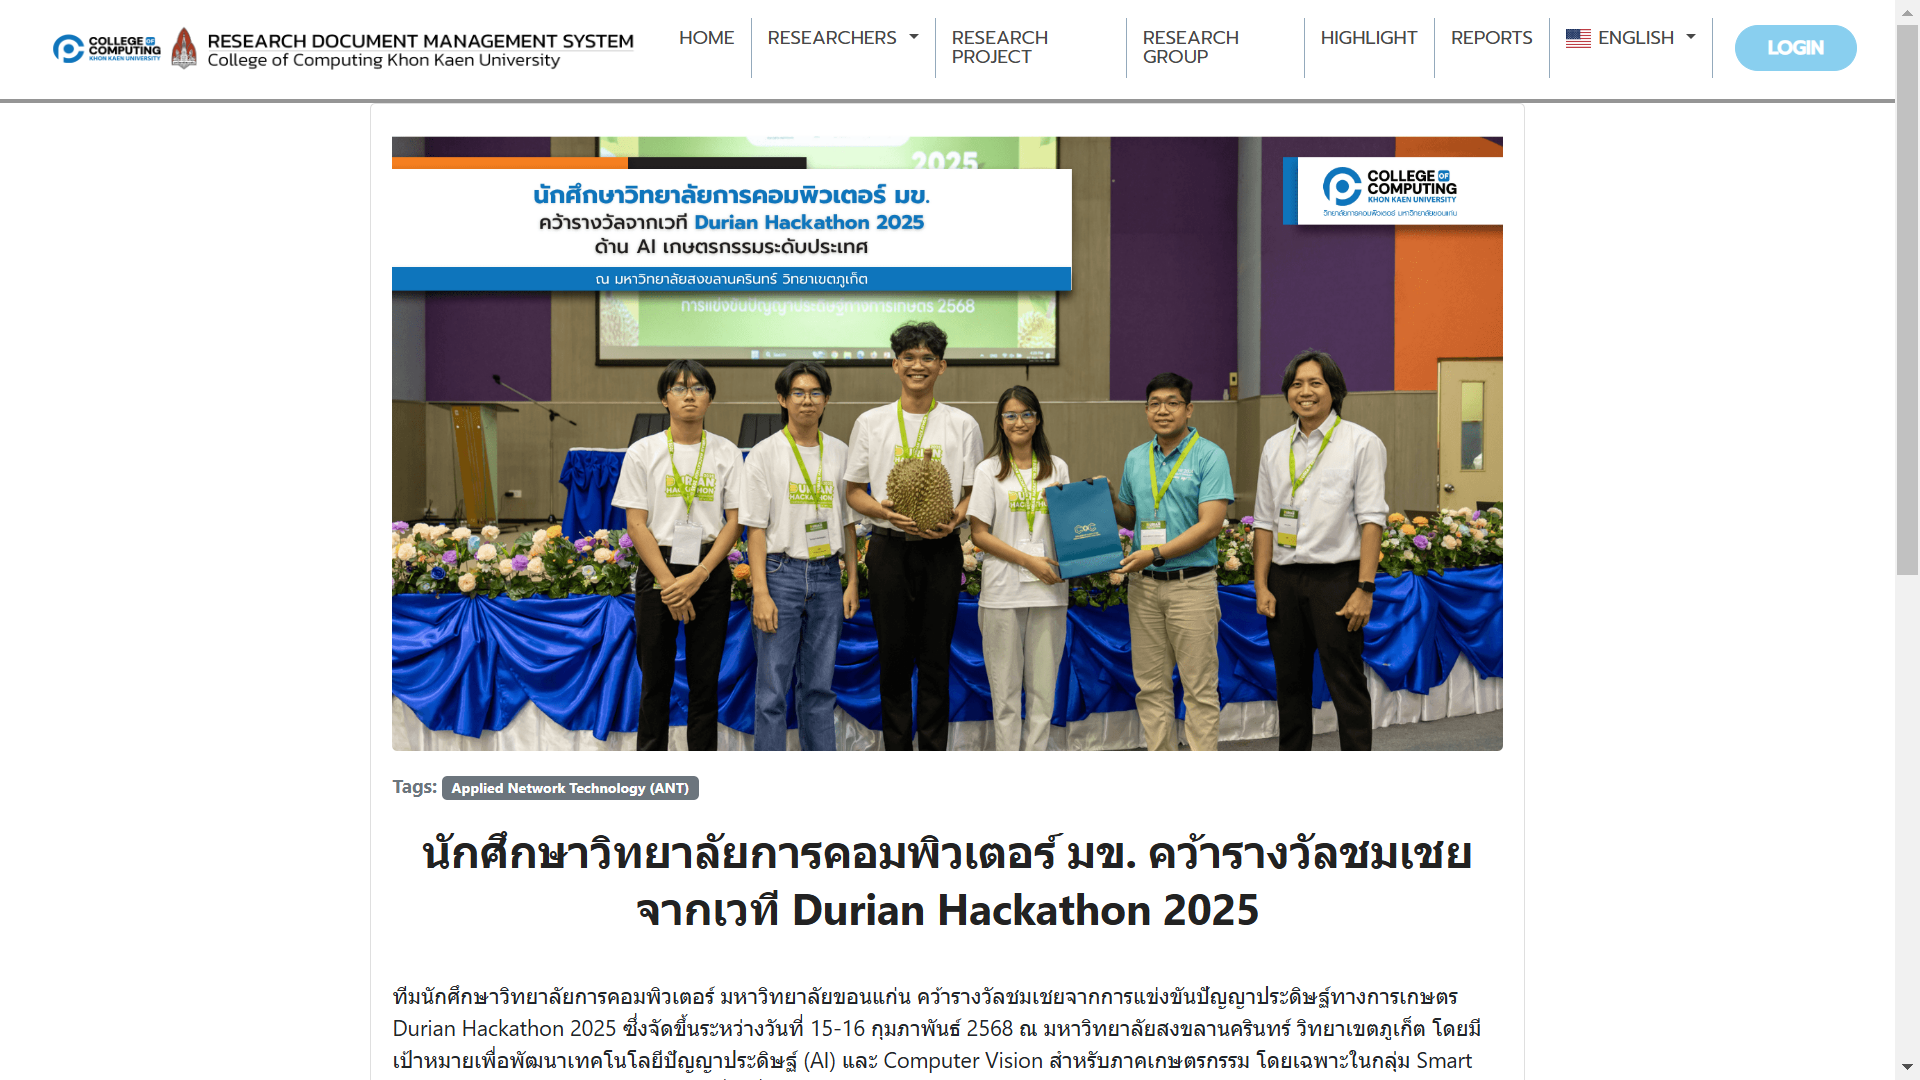 COLLEGE OF
COMPUTING
KHON KAEN UNIVERSITY
RESEARCH DOCUMENT MANAGEMENT SYSTEM
College of Computing Khon Kaen University
HOME
RESEARCHERS
RESEARCH
PROJECT
RESEARCH
GROUP
HIGHLIGHT
REPORTS
ENGLISH
LOGIN
2025
นักศึกษาวิทยาลัยการคอมพิวเตอร์ มข.
คว้ารางวัลจากเวที Durian Hackathon 2025
ด้าน AI เกษตรกรรมระดับประเทศ
ณ มหาวิทยาลัยสงขลานครินทร์ วิทยาเขตภูเก็ต
การแข่งขันปัญญาประดิษฐ์ทางการเกษตร 2568
COLLEGE OF
COMPUTING
KHON KAEN UNIVERSITY
วิทยาลัยการคอมพิวเตอร์ มหาวิทยาลัยขอนแก่น
DURIAN
HACKATHON
Tags: Applied Network Technology (ANT)
นักศึกษาวิทยาลัยการคอมพิวเตอร์ มข. คว้ารางวัลชมเชย
จากเวที Durian Hackathon 2025
ทีมนักศึกษาวิทยาลัยการคอมพิวเตอร์ มหาวิทยาลัยขอนแก่น คว้ารางวัลชมเชยจากการแข่งขันปัญญาประดิษฐ์ทางการเกษตร
Durian Hackathon 2025 ซึ่งจัดขึ้นระหว่างวันที่ 15-16 กุมภาพันธ์ 2568 ณ มหาวิทยาลัยสงขลานครินทร์ วิทยาเขตภูเก็ต โดยมี
เป้าหมายเพื่อพัฒนาเทคโนโลยีปัญญาประดิษฐ์ (AI) และ Computer Vision สำหรับภาคเกษตรกรรม โดยเฉพาะในกลุ่ม Smart